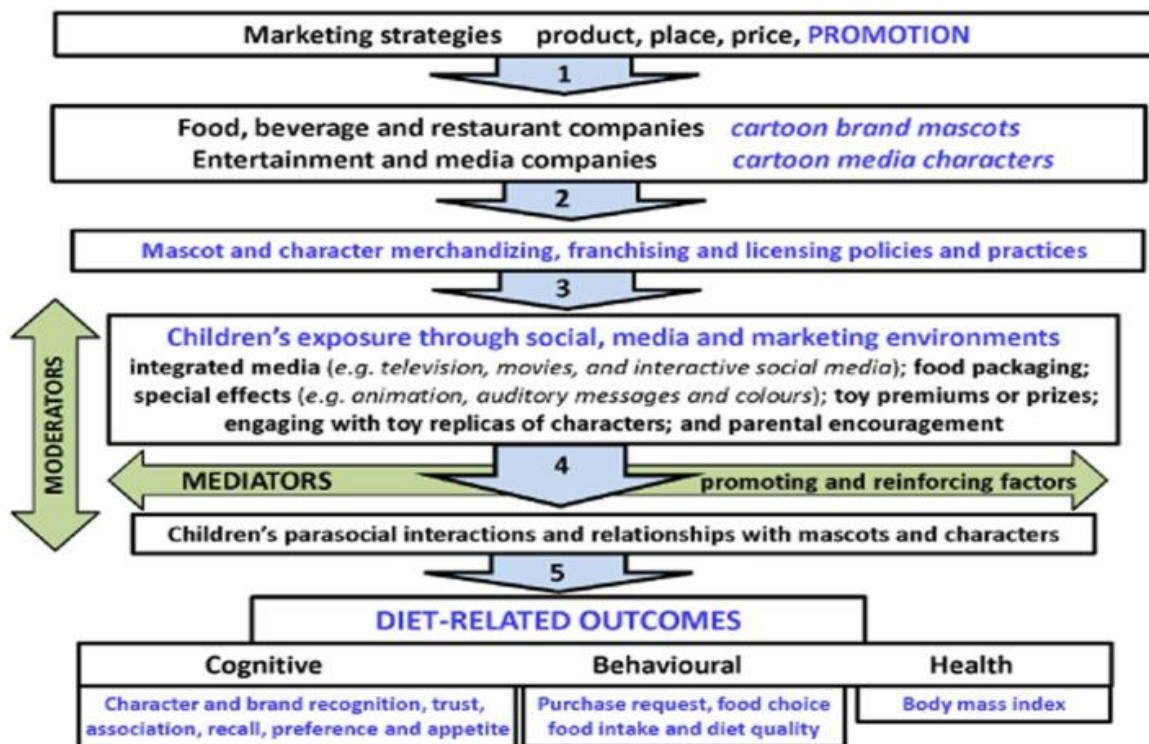 Marketing strategies product, place, price, PROMOTION
1
Food, beverage and restaurant companies cartoon brand mascots
Entertainment and media companies cartoon media characters
2
Mascot and character merchandizing, franchising and licensing policies and practices
3
MODERATORS
Children's exposure through social, media and marketing environments
integrated media (e.g. television, movies, and interactive social media); food packaging;
special effects (e.g. animation, auditory messages and colours); toy premiums or prizes;
engaging with toy replicas of characters; and parental encouragement
4
MEDIATORS promoting and reinforcing factors
Children's parasocial interactions and relationships with mascots and characters
5
DIET-RELATED OUTCOMES
Cognitive Behavioural Health
Character and brand recognition, trust,
association, recall, preference and appetite
Purchase request, food choice
food intake and diet quality
Body mass index